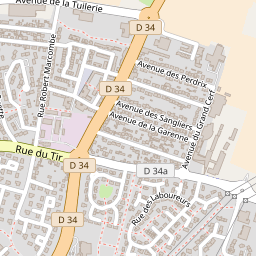 Avenue de la Tuilerie
D 34
Rue Robert Marcombe
Avenue des Perdrix
D 34
Avenue des Sangliers
Avenue de la Garenne
Avenue du Grand Cerf
Rue du Tir
D 34
D 34a
D 34
Rue des Laboureurs